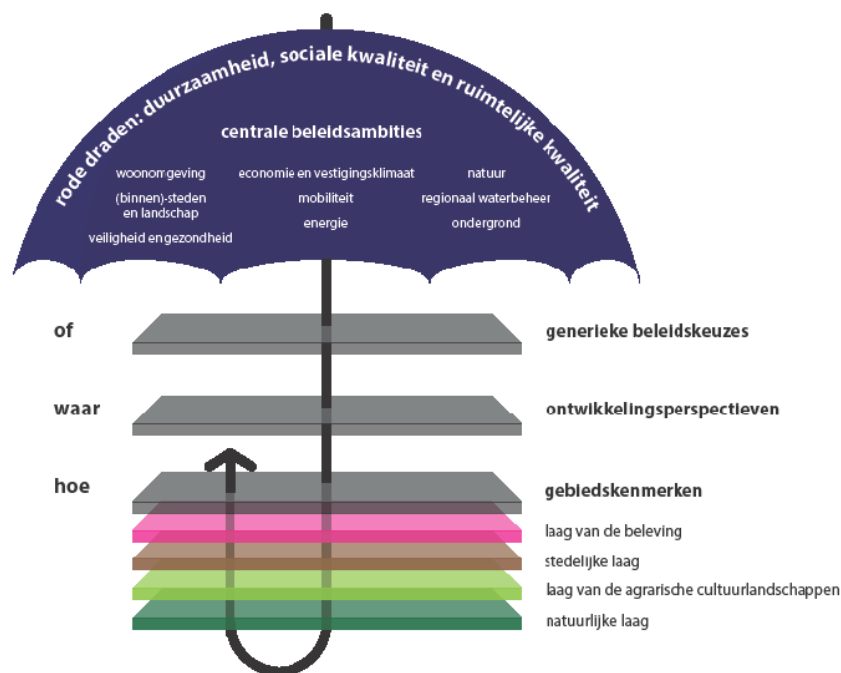 rode draden: duurzaamheid, sociale kwaliteit en ruimtelijke kwaliteit
centrale beleidsambities
woonomgeving
(binnen)-steden
en landschap
veiligheid en gezondheid
economie en vestigingsklimaat
mobiliteit
energie
natuur
regionaal waterbeheer
ondergrond
of
generieke beleidskeuzes
waar
ontwikkelingsperspectieven
hoe
gebiedskenmerken
laag van de beleving
stedelijke laag
laag van de agrarische cultuurlandschappen
natuurlijke laag